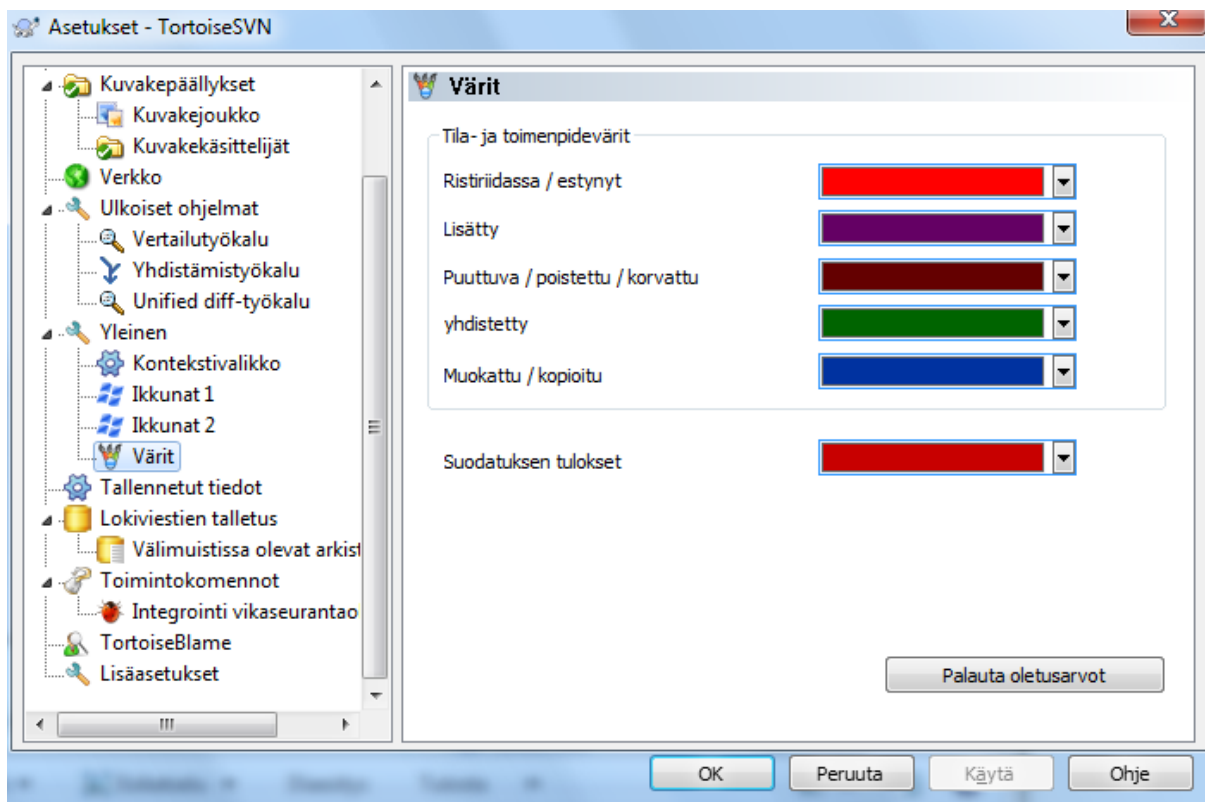 Asetukset - TortoiseSVN
Kuvakepäällykset
Kuvakejoukko
Kuvakekäsittelijät
Verkko
Ulkoiset ohjelmat
Vertailutyökalu
Yhdistämistyökalu
Unified diff-työkalu
Yleinen
Kontekstivalikko
Ikkunat 1
Ikkunat 2
Värit
Tallennetut tiedot
Lokiviestien talletus
Välimuistissa olevat arkist
Toimintokomennot
Integrointi vikaseurantao
TortoiseBlame
Lisäasetukset
Värit
Tila- ja toimenpidevärit
Ristiriidassa / estynyt
Lisätty
Puuttuva / poistettu / korvattu
yhdistetty
Muokattu / kopioitu
Suodatuksen tulokset
Palauta oletusarvot
OK Peruuta Käytä Ohje